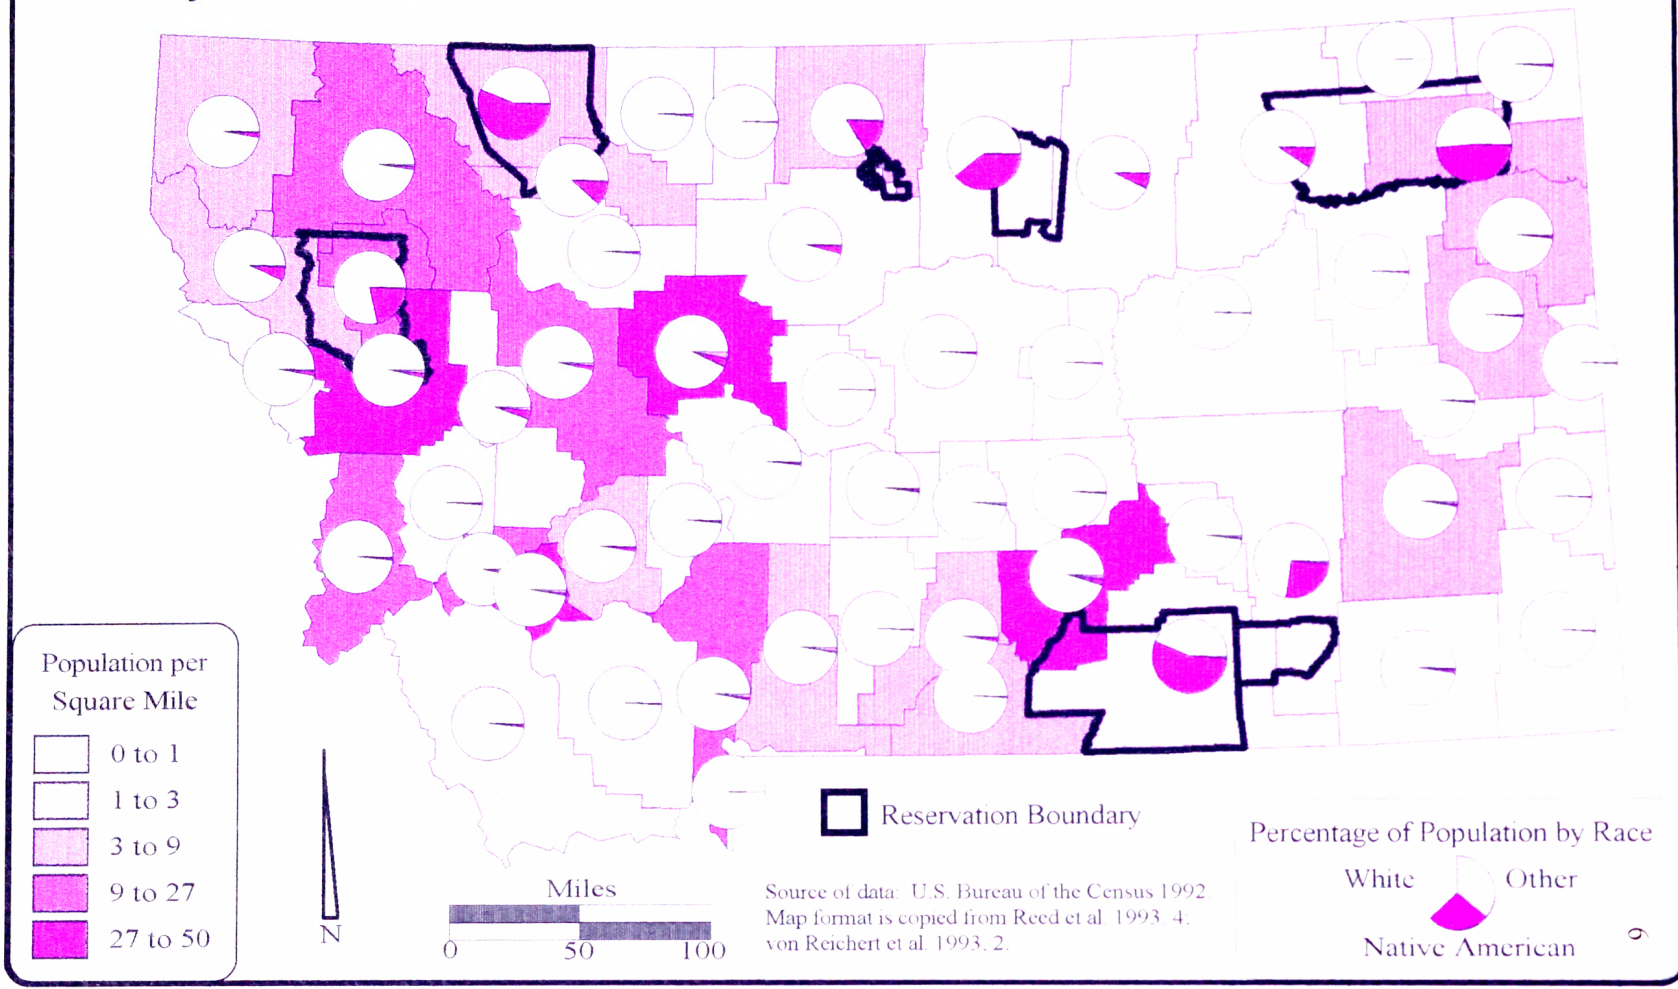 Population per
Square Mile
0 to 1
1 to 3
3 to 9
9 to 27
27 to 50
N
Miles
0 50 100
Reservation Boundary
Source of data: U.S. Bureau of the Census 1992
Map format is copied from Reed et al. 1993, 4;
von Reichert et al. 1993, 2.
Percentage of Population by Race
White Other
Native American
6